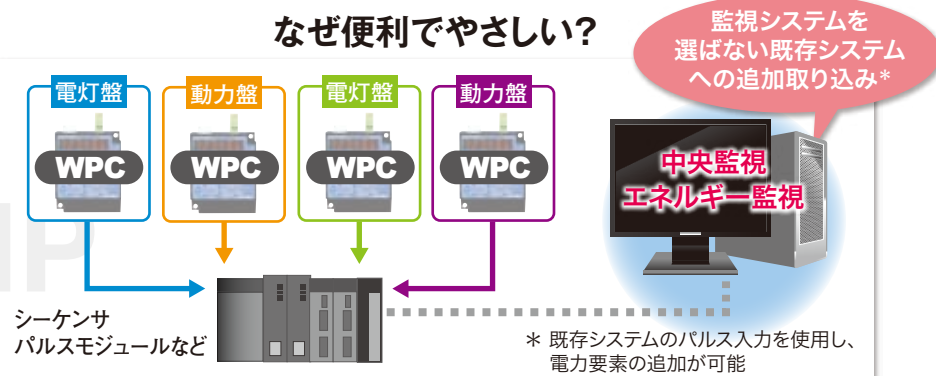 なぜ便利でやさしい?
監視システムを
選ばない既存システム
への追加取り込み*
電灯盤
動力盤
電灯盤
動力盤
WPC
WPC
WPC
WPC
中央監視
エネルギー監視
シーケンサ
パルスモジュールなど
* 既存システムのパルス入力を使用し、
電力要素の追加が可能